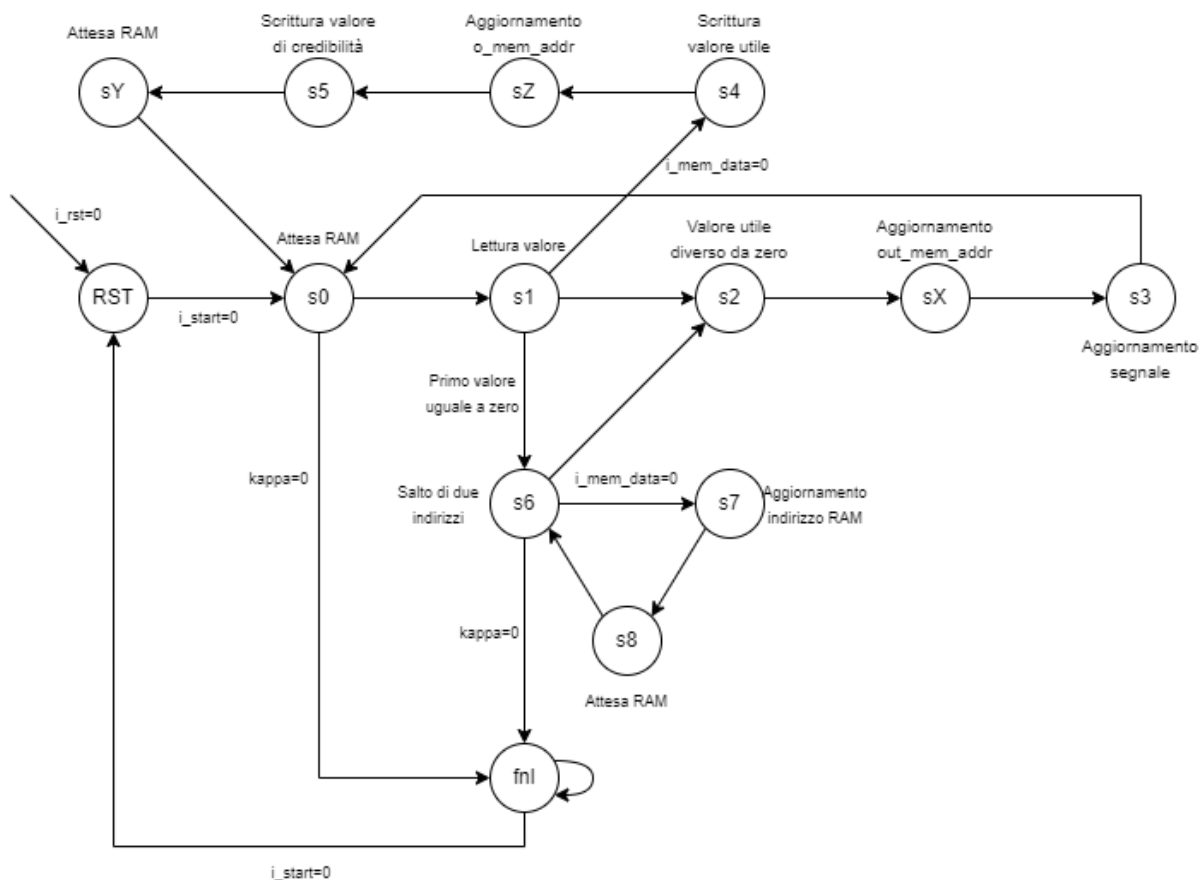 Attesa RAM
Scrittura valore
di credibilità
Aggiornamento
o_mem_addr
Scrittura
valore utile
sY
s5
sZ
s4
i_mem_data=0
i_rst=0
Attesa RAM
Lettura valore
Valore utile
diverso da zero
Aggiornamento
out_mem_addr
RST
i_start=0
s0
s1
s2
sX
s3
Aggiornamento
segnale
Primo valore
uguale a zero
kappa=0
Salto di due
indirizzi
s6
i_mem_data=0
s7
Aggiornamento
indirizzo RAM
kappa=0
s8
Attesa RAM
fnl
i_start=0